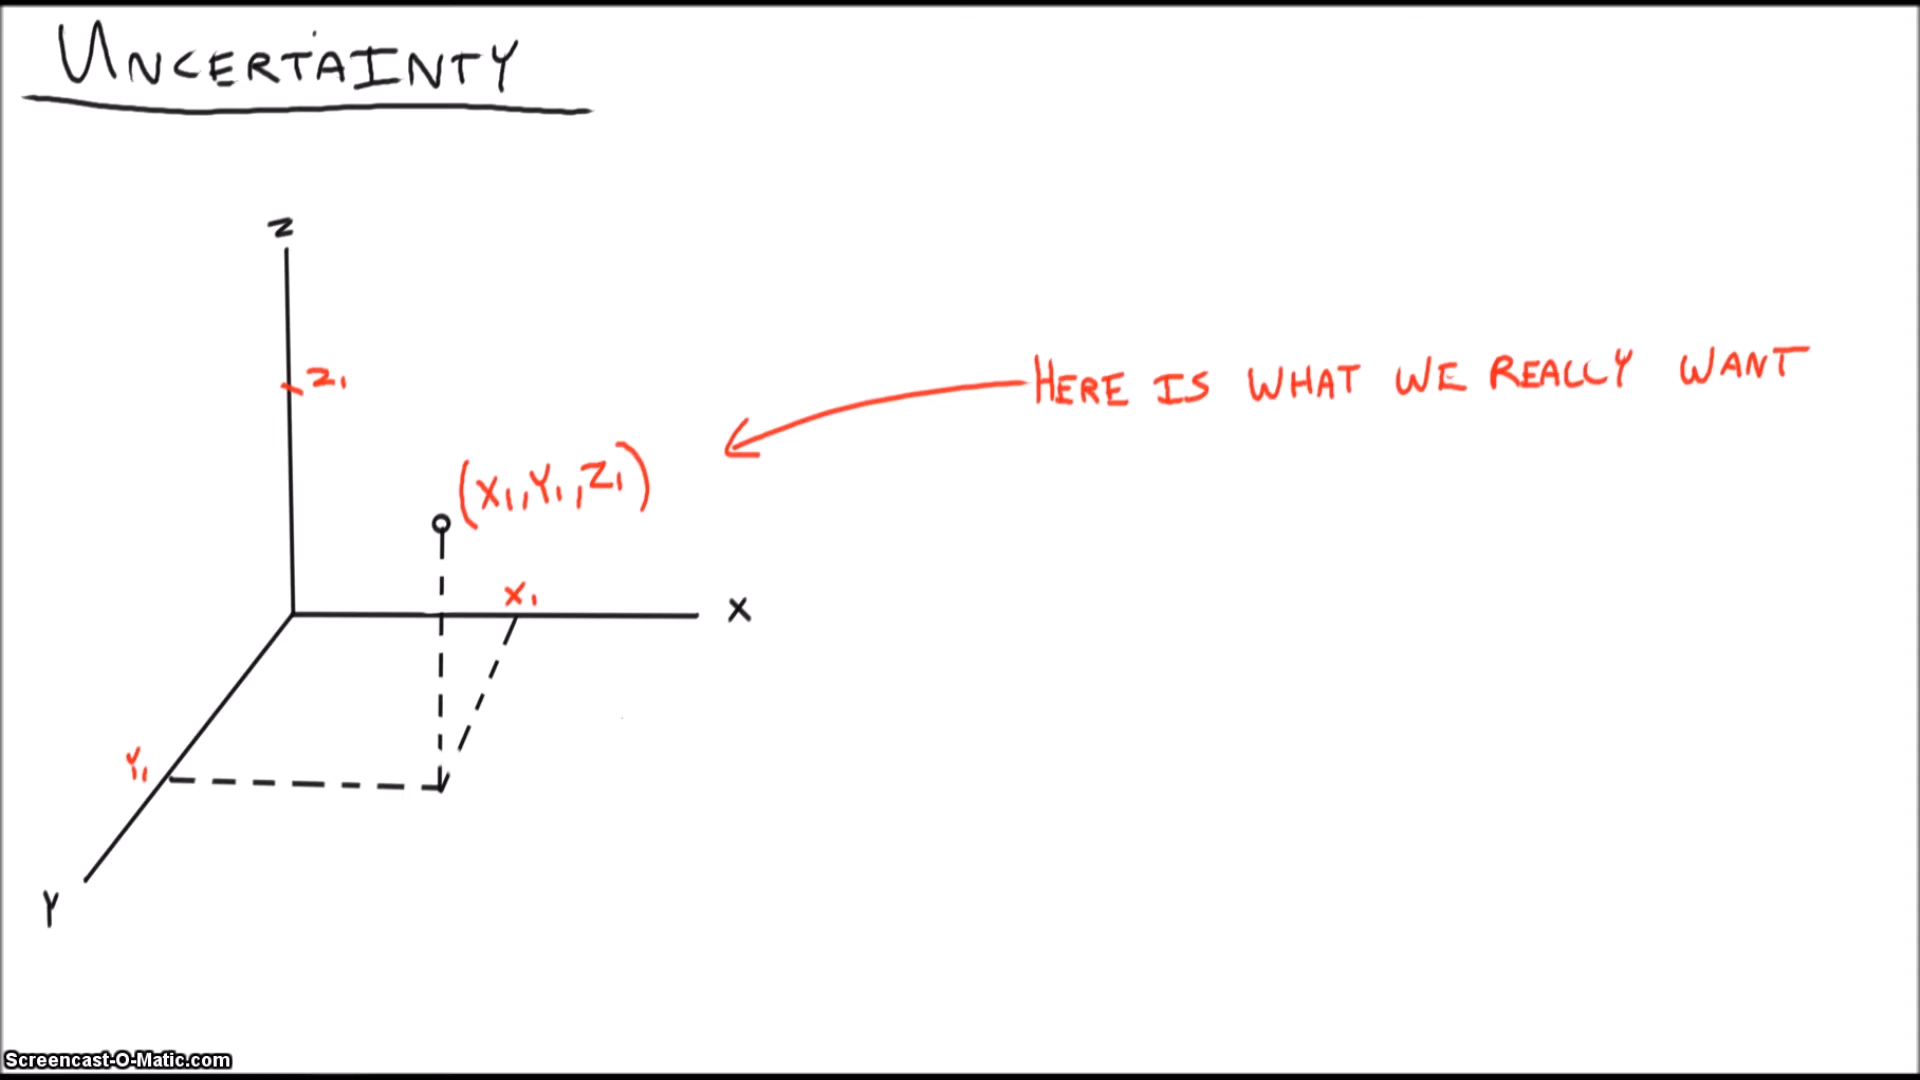 UNCERTAINTY
Z
Z1
HERE IS WHAT WE REALLY WANT
(X1,Y1,Z1)
X1
X
Y1
Y
Screencast-O-Matic.com